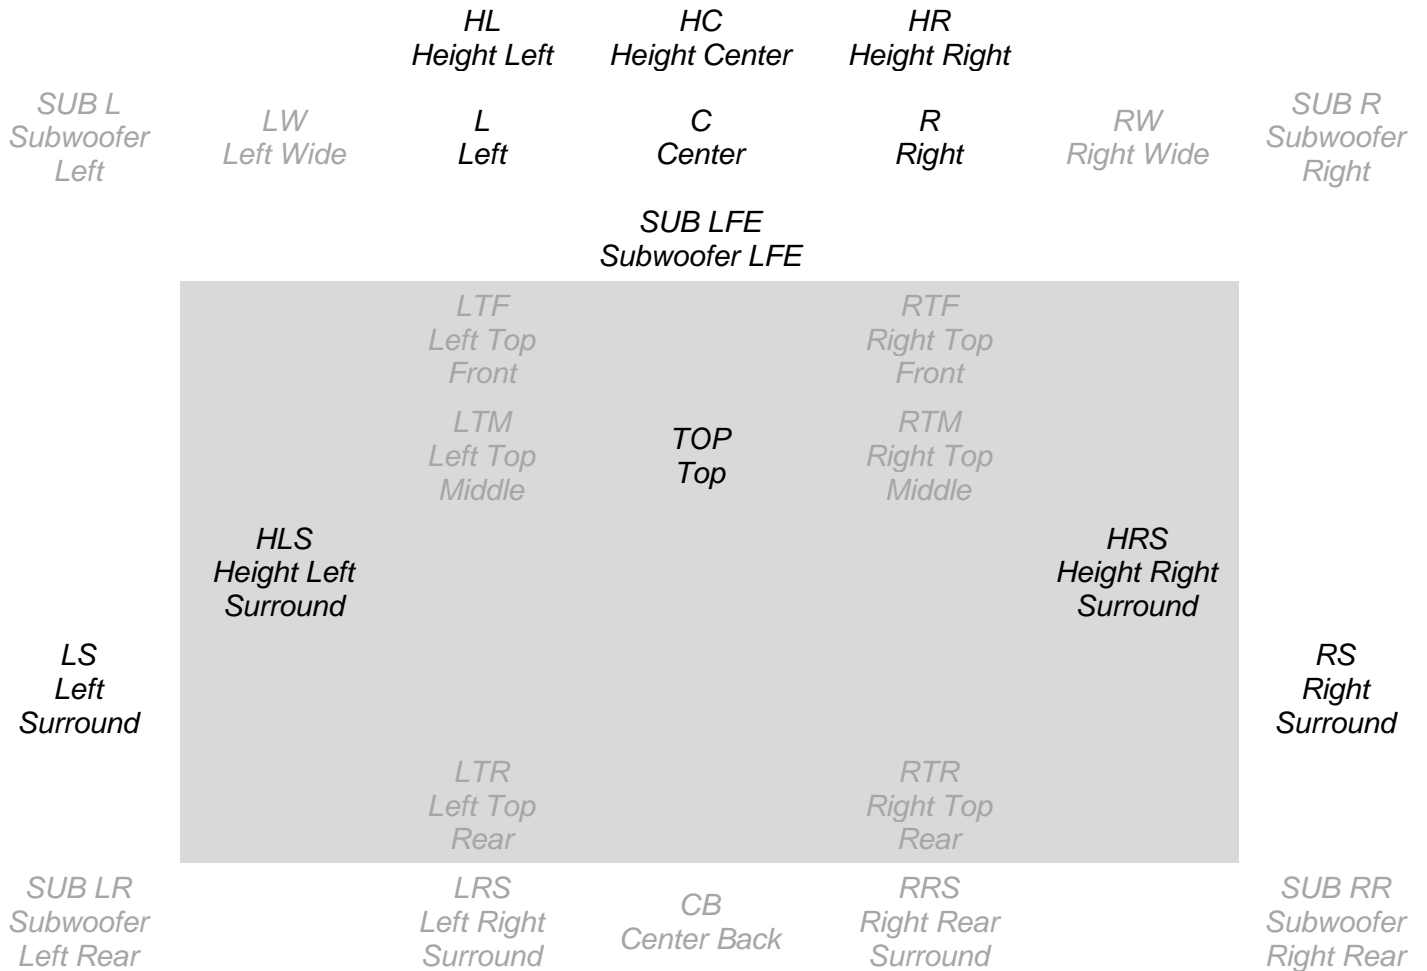 HL
Height Left
HC
Height Center
HR
Height Right
SUB L
Subwoofer
Left
LW
Left Wide
L
Left
C
Center
R
Right
RW
Right Wide
SUB R
Subwoofer
Right
SUB LFE
Subwoofer LFE
LTF
Left Top
Front
RTF
Right Top
Front
LTM
Left Top
Middle
TOP
Top
RTM
Right Top
Middle
HLS
Height Left
Surround
HRS
Height Right
Surround
LS
Left
Surround
RS
Right
Surround
LTR
Left Top
Rear
RTR
Right Top
Rear
SUB LR
Subwoofer
Left Rear
LRS
Left Right
Surround
CB
Center Back
RRS
Right Rear
Surround
SUB RR
Subwoofer
Right Rear